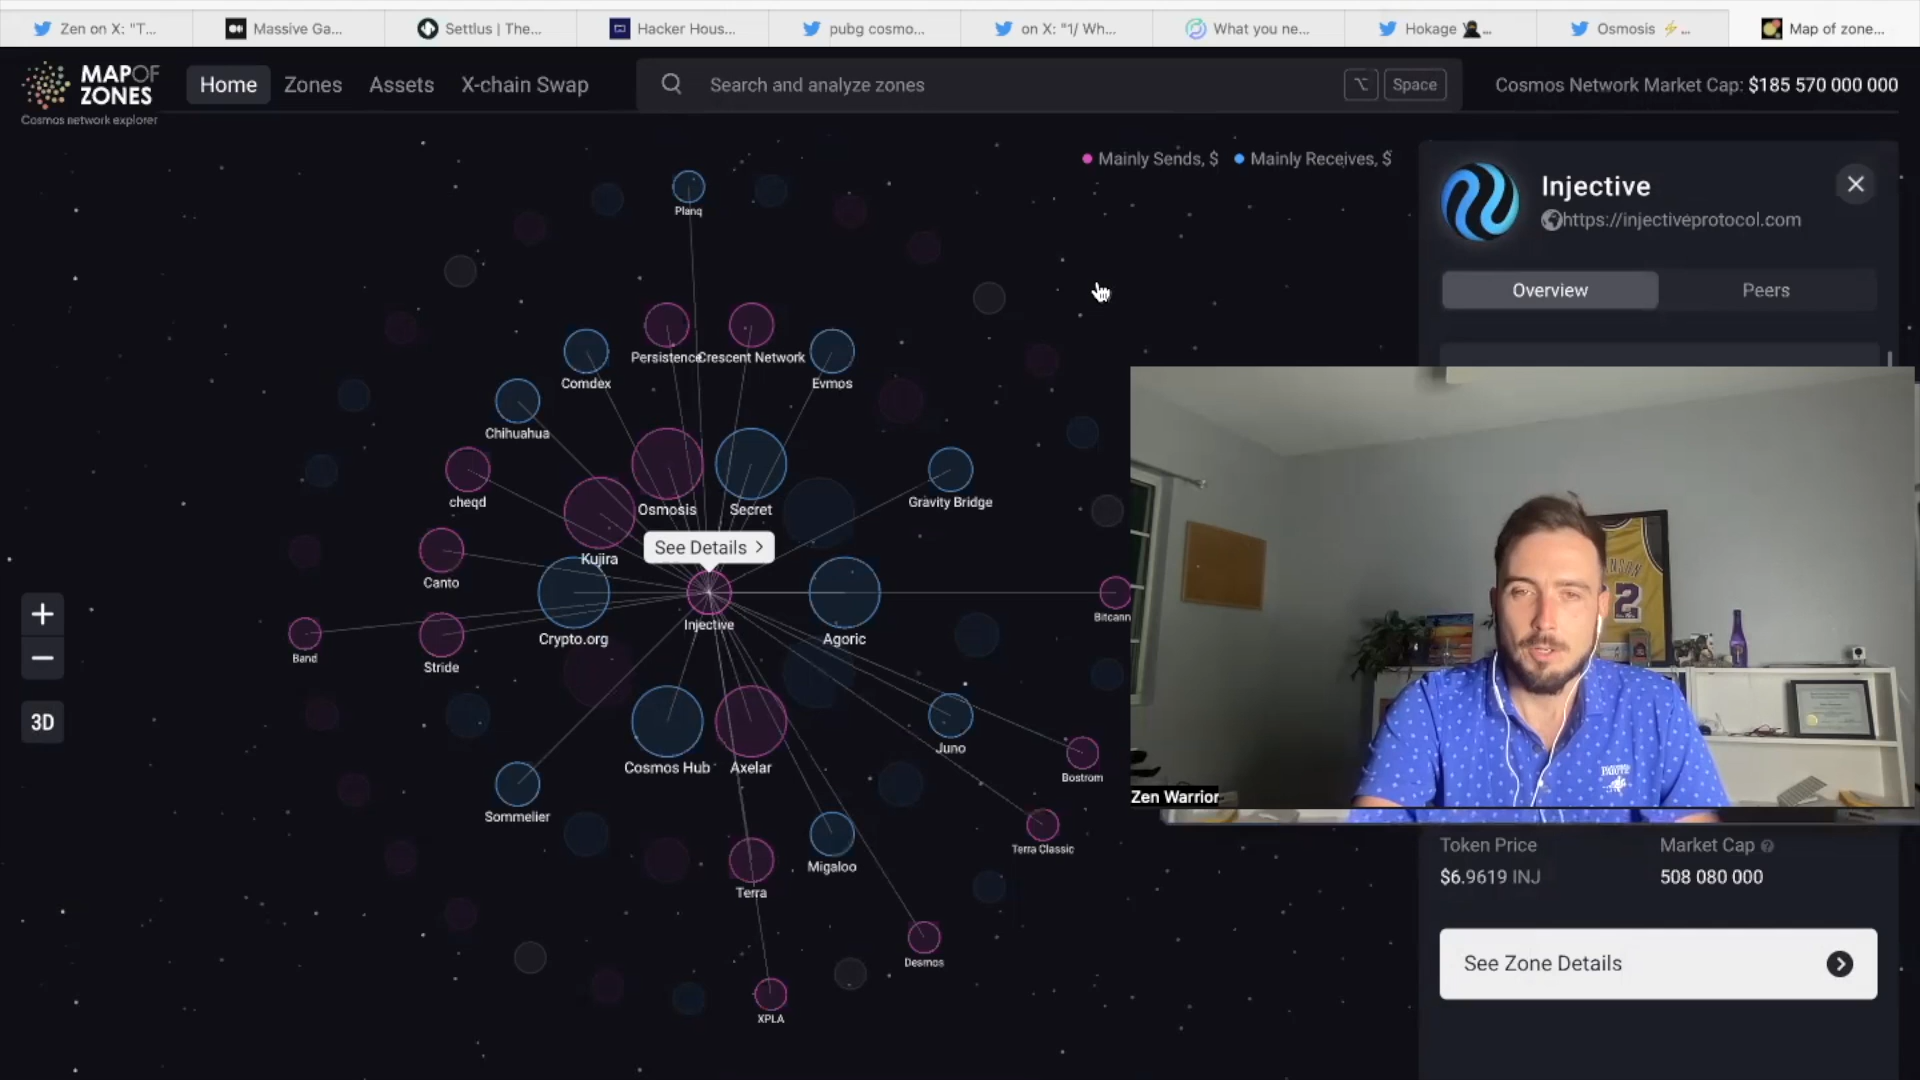 Zen on X: "T...
Massive Ga...
Settlus | The...
Hacker Hous...
pubg cosmo...
on X: "1/ Wh...
What you ne...
Hokage 🥷...
Osmosis ⚡...
Map of zone...
MAPOF
ZONES
Cosmos network explorer
Home
Zones
Assets
X-chain Swap
Search and analyze zones
⌥
Space
Cosmos Network Market Cap: $185 570 000 000
Mainly Sends, $
Mainly Receives, $
Injective
https://injectiveprotocol.com
Overview
Peers
Planq
Persistence
Crescent Network
Comdex
Evmos
Chihuahua
cheqd
Osmosis
Secret
Gravity Bridge
See Details >
Kujira
Canto
Injective
Crypto.org
Agoric
Bitcann
Band
Stride
Juno
Cosmos Hub
Axelar
Bostrom
Sommelier
Terra Classic
Migaloo
Terra
Desmos
XPLA
+
−
3D
NSON
2
Zen Warrior
Token Price
Market Cap
$6.9619 INJ
508 080 000
See Zone Details